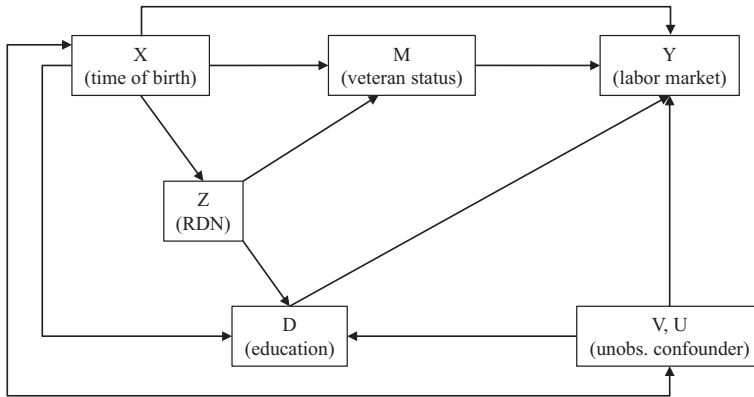 X
(time of birth)
M
(veteran status)
Y
(labor market)
Z
(RDN)
D
(education)
V, U
(unobs. confounder)